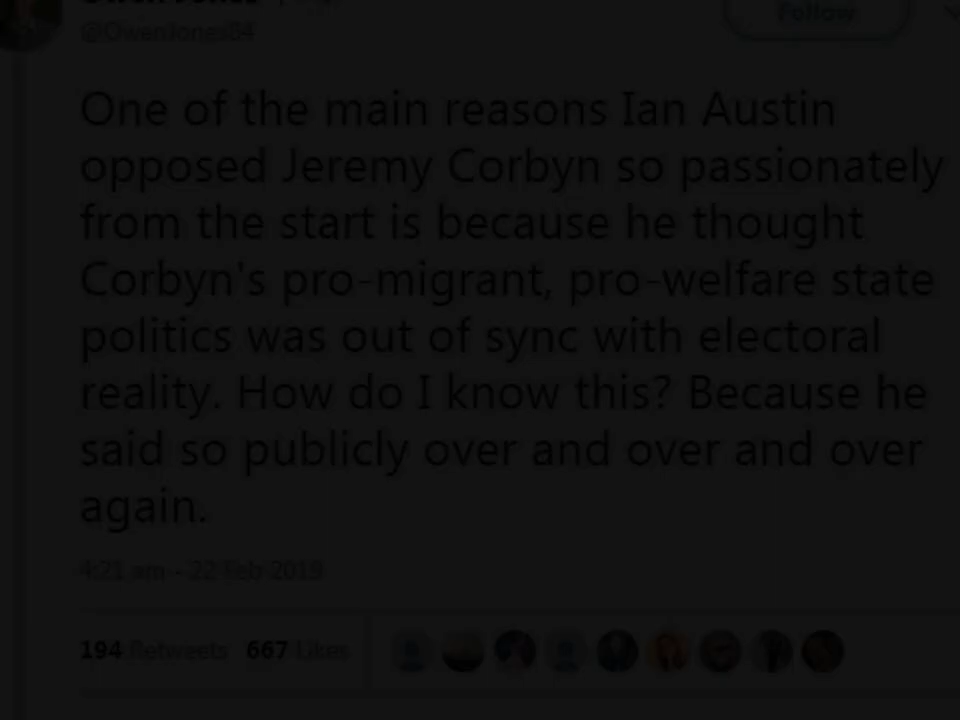 @OwenJones84
Follow
One of the main reasons Ian Austin
opposed Jeremy Corbyn so passionately
from the start is because he thought
Corbyn's pro-migrant, pro-welfare state
politics was out of sync with electoral
reality. How do I know this? Because he
said so publicly over and over and over
again.
4:21 am - 22 Feb 2019
194 Retweets 667 Likes